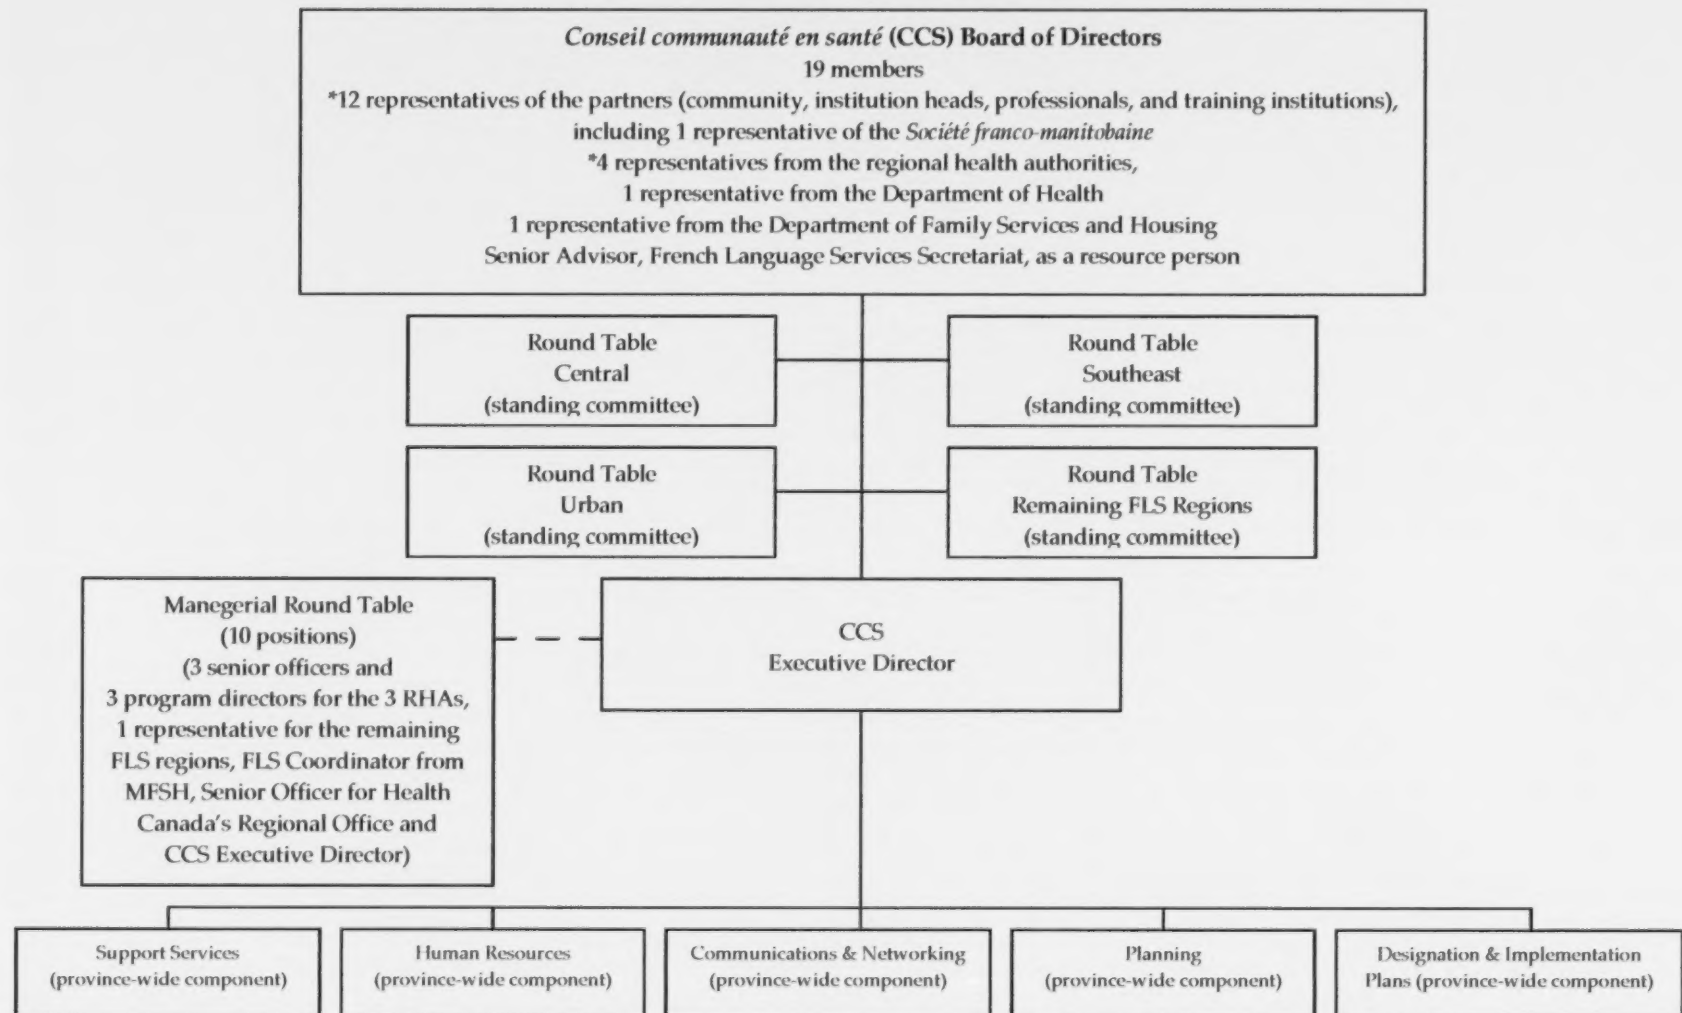 Conseil communauté en santé (CCS) Board of Directors
19 members
*12 representatives of the partners (community, institution heads, professionals, and training institutions),
including 1 representative of the Société franco-manitobaine
*4 representatives from the regional health authorities,
1 representative from the Department of Health
1 representative from the Department of Family Services and Housing
Senior Advisor, French Language Services Secretariat, as a resource person
Round Table
Central
(standing committee)
Round Table
Southeast
(standing committee)
Round Table
Urban
(standing committee)
Round Table
Remaining FLS Regions
(standing committee)
Manegerial Round Table
(10 positions)
(3 senior officers and
3 program directors for the 3 RHAs,
1 representative for the remaining
FLS regions, FLS Coordinator from
MFSH, Senior Officer for Health
Canada's Regional Office and
CCS Executive Director)
CCS
Executive Director
Support Services
(province-wide component)
Human Resources
(province-wide component)
Communications & Networking
(province-wide component)
Planning
(province-wide component)
Designation & Implementation
Plans (province-wide component)